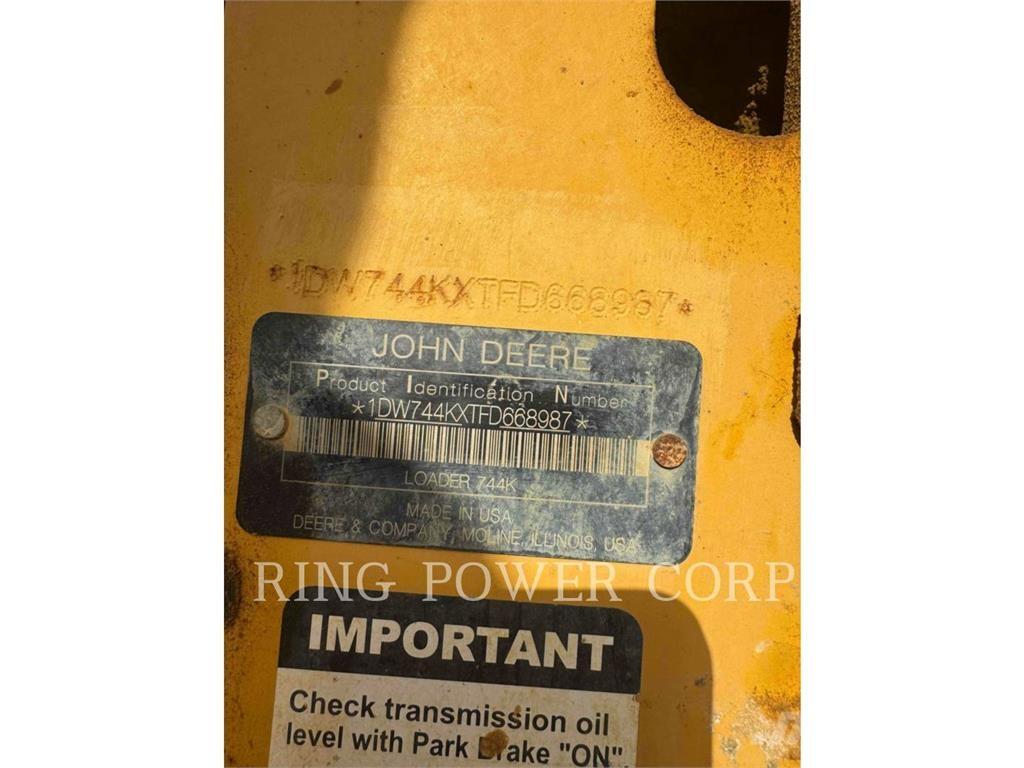 *1DW744KXTFD668987*
JOHN DEERE
Product Identification Number
*1DW744KXTFD668987*
LOADER 744K
MADE IN USA
DEERE & COMPANY, MOLINE, ILLINOIS, USA
RING POWER CORP
IMPORTANT
Check transmission oil
level with Park Brake "ON".